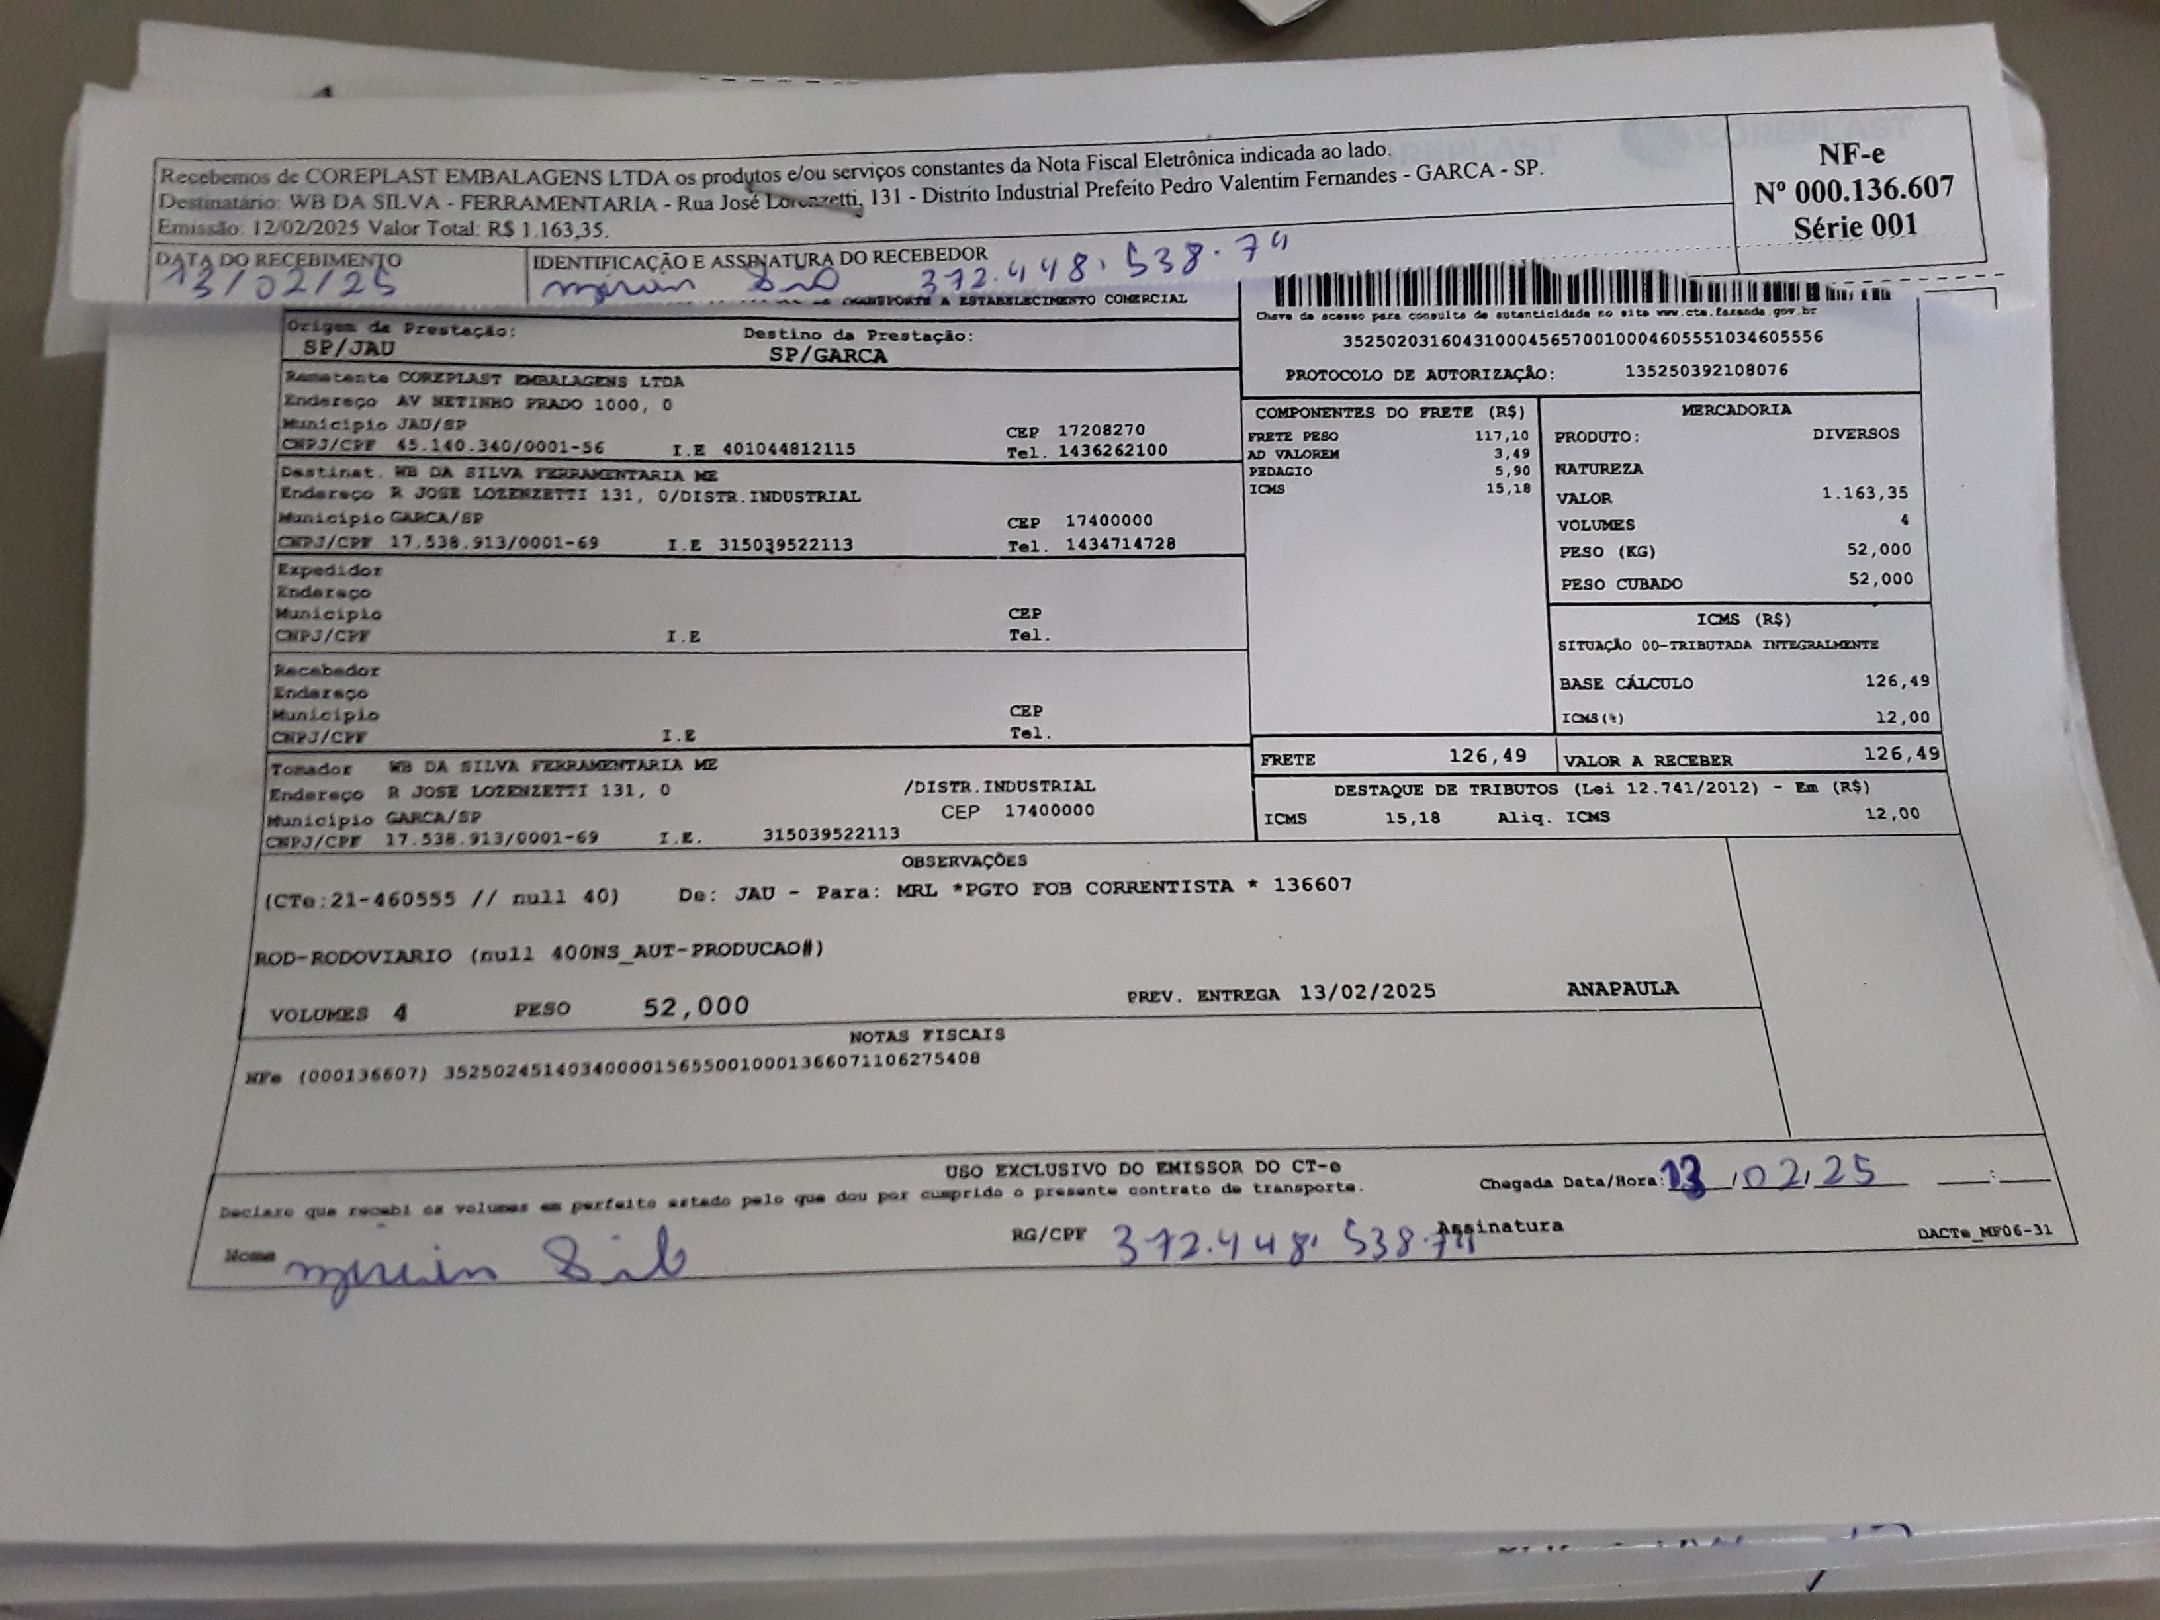 Recebemos de COREPLAST EMBALAGENS LTDA os produtos e/ou serviços constantes da Nota Fiscal Eletrônica indicada ao lado.
Destinatário: WB DA SILVA - FERRAMENTARIA - Rua José Lorenzetti, 131 - Distrito Industrial Prefeito Pedro Valentim Fernandes - GARCA - SP.
Emissão: 12/02/2025 Valor Total: R$ 1.163,35.
NF-e
Nº 000.136.607
Série 001
DATA DO RECEBIMENTO
13/02/25
IDENTIFICAÇÃO E ASSINATURA DO RECEBEDOR
372.448.538.74
TRANSPORTE A ESTABELECIMENTO COMERCIAL
Chave de acesso para consulta de autenticidade no site www.cte.fazenda.gov.br
35250203160431000456570010004605551034605556
PROTOCOLO DE AUTORIZAÇÃO: 135250392108076
Origem da Prestação: Destino da Prestação:
SP/JAU SP/GARCA
Remetente COREPLAST EMBALAGENS LTDA
Endereço AV NETINHO PRADO 1000, 0
Município JAU/SP CEP 17208270
CNPJ/CPF 45.140.340/0001-56 I.E 401044812115 Tel. 1436262100
Destinat. WB DA SILVA FERRAMENTARIA ME
Endereço R JOSE LOZENZETTI 131, 0/DISTR.INDUSTRIAL
Município GARCA/SP CEP 17400000
CNPJ/CPF 17.538.913/0001-69 I.E 315039522113 Tel. 1434714728
Expedidor
Endereço
Município CEP
CNPJ/CPF I.E Tel.
Recebedor
Endereço
Município CEP
CNPJ/CPF I.E Tel.
Tomador WB DA SILVA FERRAMENTARIA ME
Endereço R JOSE LOZENZETTI 131, 0 /DISTR.INDUSTRIAL
Município GARCA/SP CEP 17400000
CNPJ/CPF 17.538.913/0001-69 I.E. 315039522113
COMPONENTES DO FRETE (R$)
FRETE PESO 117,10
AD VALOREM 3,49
PEDAGIO 5,90
ICMS 15,18
MERCADORIA
PRODUTO: DIVERSOS
NATUREZA
VALOR 1.163,35
VOLUMES 4
PESO (KG) 52,000
PESO CUBADO 52,000
ICMS (R$)
SITUAÇÃO 00-TRIBUTADA INTEGRALMENTE
BASE CÁLCULO 126,49
ICMS(%) 12,00
FRETE 126,49 VALOR A RECEBER 126,49
DESTAQUE DE TRIBUTOS (Lei 12.741/2012) - Em (R$)
ICMS 15,18 Aliq. ICMS 12,00
OBSERVAÇÕES
(CTe:21-460555 // null 40) De: JAU - Para: MRL *PGTO FOB CORRENTISTA * 136607
ROD-RODOVIARIO (null 400NS_AUT-PRODUCAO#)
VOLUMES 4 PESO 52,000 PREV. ENTREGA 13/02/2025 ANAPAULA
NOTAS FISCAIS
NFe (000136607) 35250245140340000156550010001366071106275408
USO EXCLUSIVO DO EMISSOR DO CT-e
Declaro que recebi os volumes em perfeito estado pelo que dou por cumprido o presente contrato de transporte.
Chegada Data/Hora: 13/02/25 :
Nome
RG/CPF 372.448.538.74 Assinatura
DACTe_MF06-31